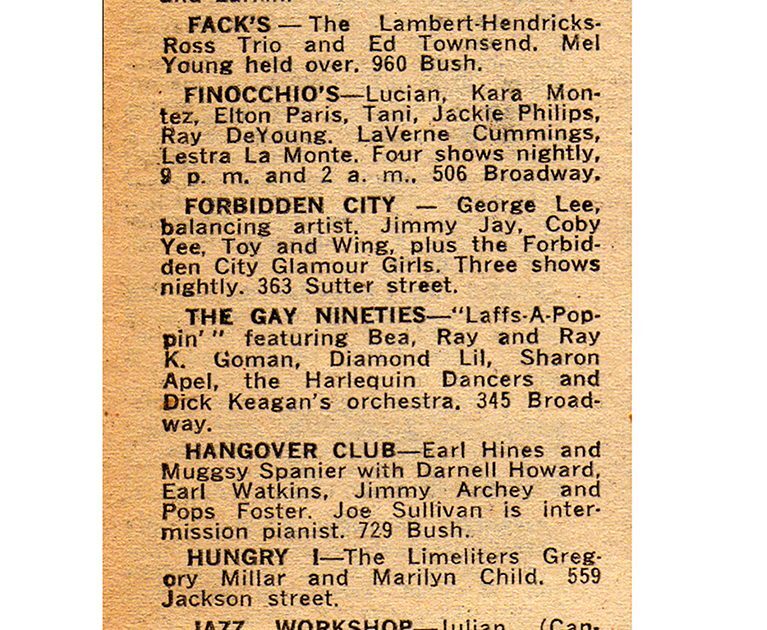 FACK'S — The Lambert-Hendricks-
Ross Trio and Ed Townsend. Mel
Young held over. 960 Bush.
FINOCCHIO'S—Lucian, Kara Mon-
tez, Elton Paris, Tani, Jackie Philips,
Ray DeYoung. LaVerne Cummings,
Lestra La Monte. Four shows nightly,
9 p. m. and 2 a. m.. 506 Broadway.
FORBIDDEN CITY — George Lee,
balancing artist. Jimmy Jay, Coby
Yee, Toy and Wing, plus the Forbid-
den City Glamour Girls. Three shows
nightly. 363 Sutter street.
THE GAY NINETIES—"Laffs-A-Pop-
pin' " featuring Bea, Ray and Ray
K. Goman, Diamond Lil, Sharon
Apel, the Harlequin Dancers and
Dick Keagan's orchestra. 345 Broad-
way.
HANGOVER CLUB—Earl Hines and
Muggsy Spanier with Darnell Howard,
Earl Watkins, Jimmy Archey and
Pops Foster. Joe Sullivan is inter-
mission pianist. 729 Bush.
HUNGRY I—The Limeliters Greg-
ory Millar and Marilyn Child. 559
Jackson street.
JAZZ WORKSHOP—Julian (Can-